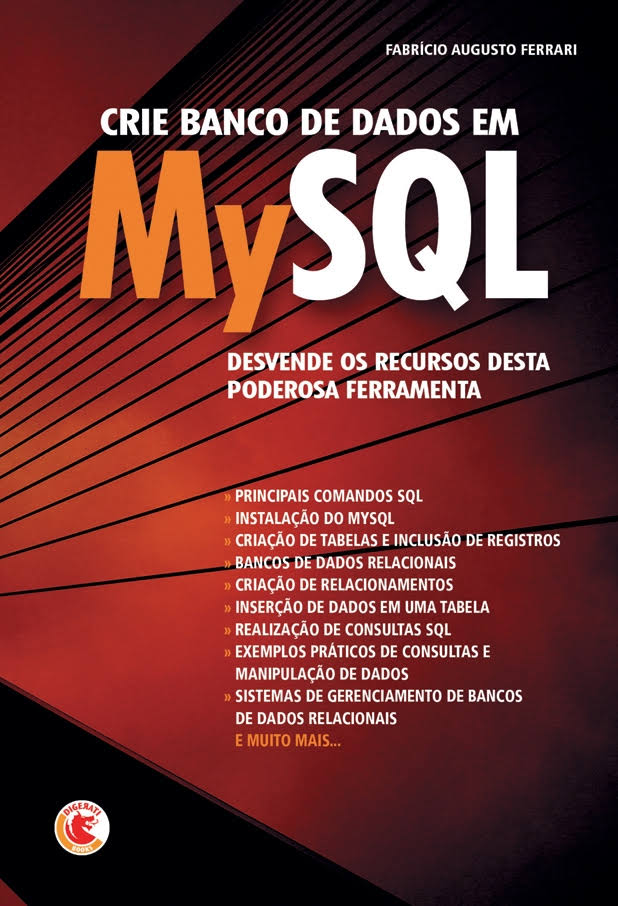 FABRÍCIO AUGUSTO FERRARI
CRIE BANCO DE DADOS EM
MySQL
DESVENDE OS RECURSOS DESTA
PODEROSA FERRAMENTA
» PRINCIPAIS COMANDOS SQL
» INSTALAÇÃO DO MYSQL
» CRIAÇÃO DE TABELAS E INCLUSÃO DE REGISTROS
» BANCOS DE DADOS RELACIONAIS
» CRIAÇÃO DE RELACIONAMENTOS
» INSERÇÃO DE DADOS EM UMA TABELA
» REALIZAÇÃO DE CONSULTAS SQL
» EXEMPLOS PRÁTICOS DE CONSULTAS E
MANIPULAÇÃO DE DADOS
» SISTEMAS DE GERENCIAMENTO DE BANCOS
DE DADOS RELACIONAIS
E MUITO MAIS...
DIGERATI
BOOKS